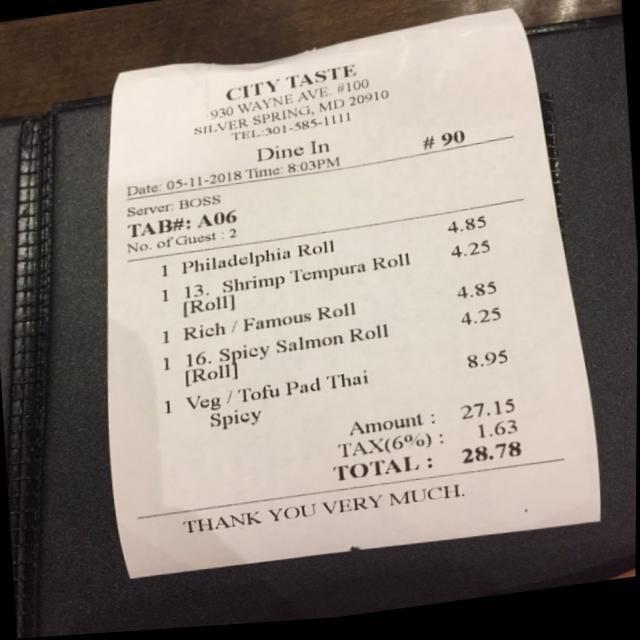 CITY TASTE
930 WAYNE AVE. #100
SILVER SPRING, MD 20910
TEL:301-585-1111
Dine In # 90
Date: 05-11-2018 Time: 8:03PM
Server: BOSS
TAB#: A06
No. of Guest : 2
1 Philadelphia Roll 4.85
1 13. Shrimp Tempura Roll 4.25
[Roll]
1 Rich / Famous Roll 4.85
1 16. Spicy Salmon Roll 4.25
[Roll]
1 Veg / Tofu Pad Thai 8.95
Spicy
Amount : 27.15
TAX(6%) : 1.63
TOTAL : 28.78
THANK YOU VERY MUCH.